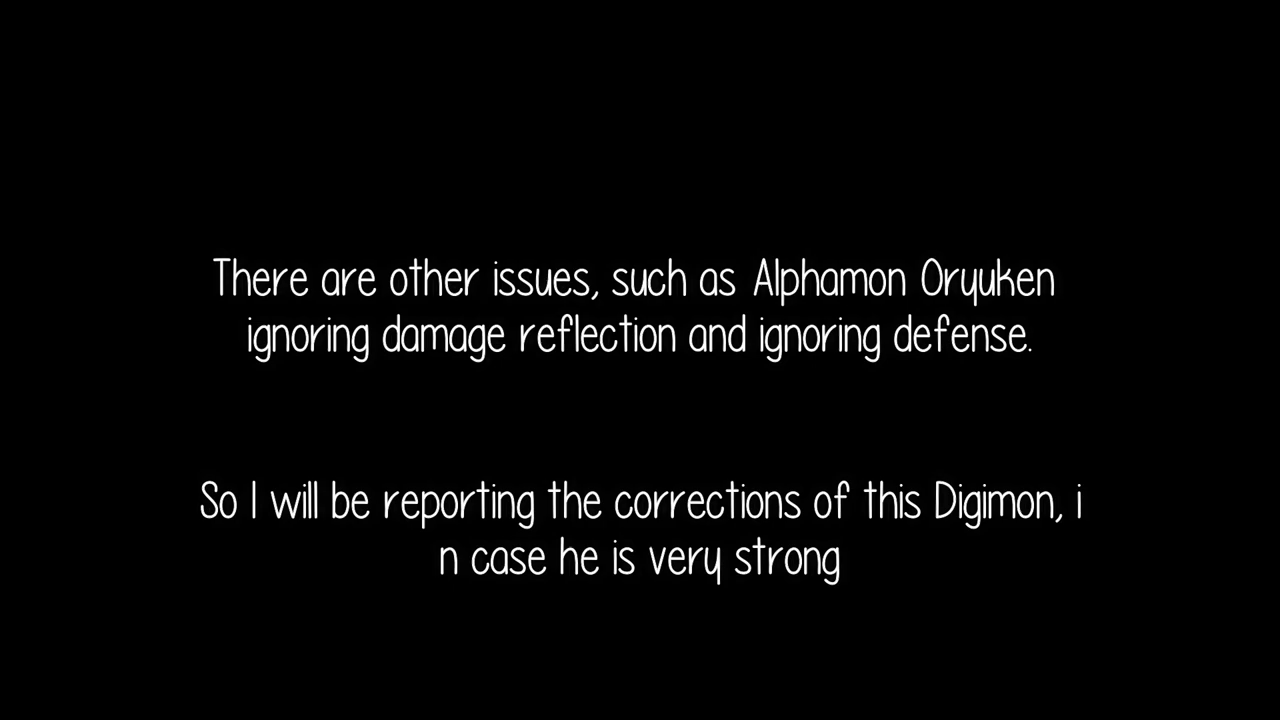 There are other issues, such as Alphamon Oryuken
ignoring damage reflection and ignoring defense.
So I will be reporting the corrections of this Digimon, i
n case he is very strong